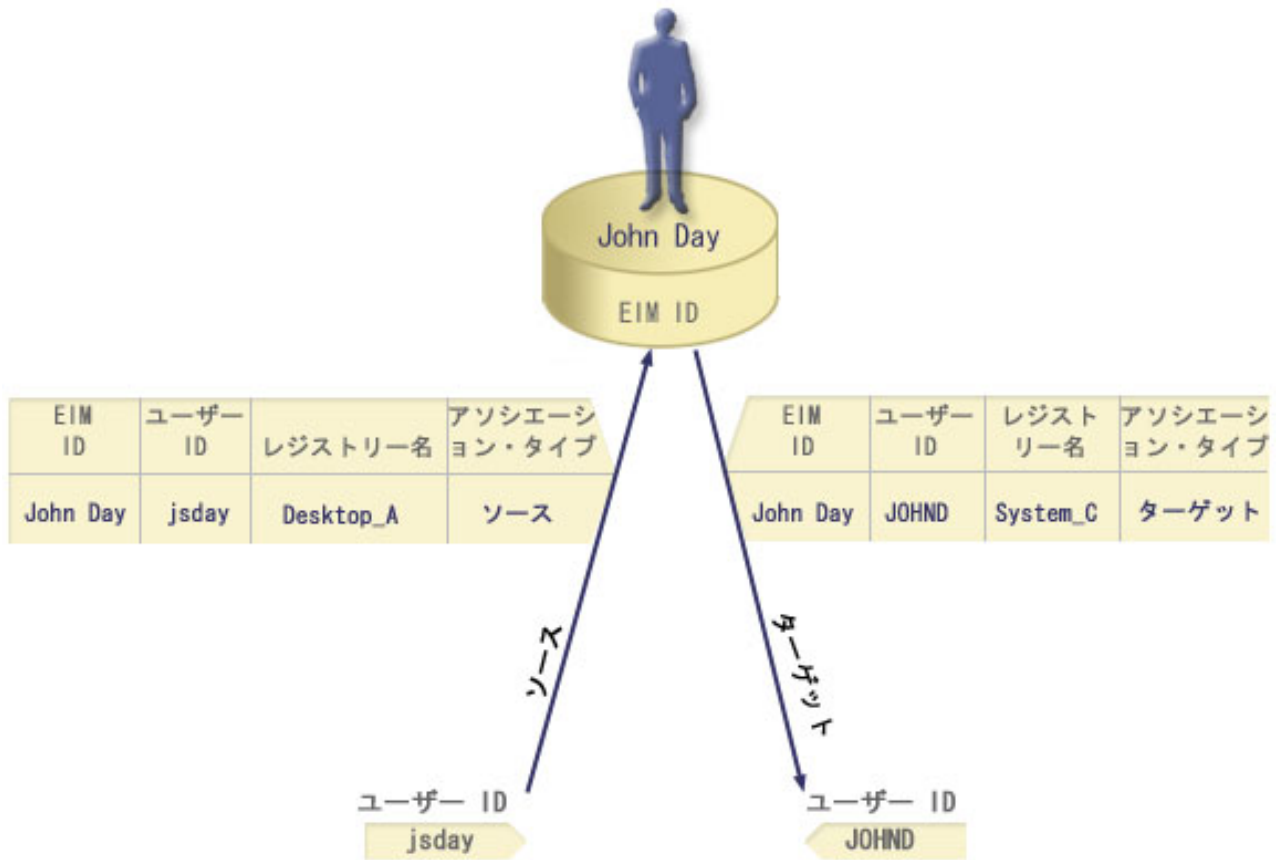 John Day
EIM ID
EIM
ID
ユーザー
ID
レジストリー名
アソシエーシ
ョン・タイプ
John Day
jsday
Desktop_A
ソース
EIM
ID
ユーザー
ID
レジスト
リー名
アソシエーシ
ョン・タイプ
John Day
JOHND
System_C
ターゲット
ソース
ターゲット
ユーザー ID
jsday
ユーザー ID
JOHND